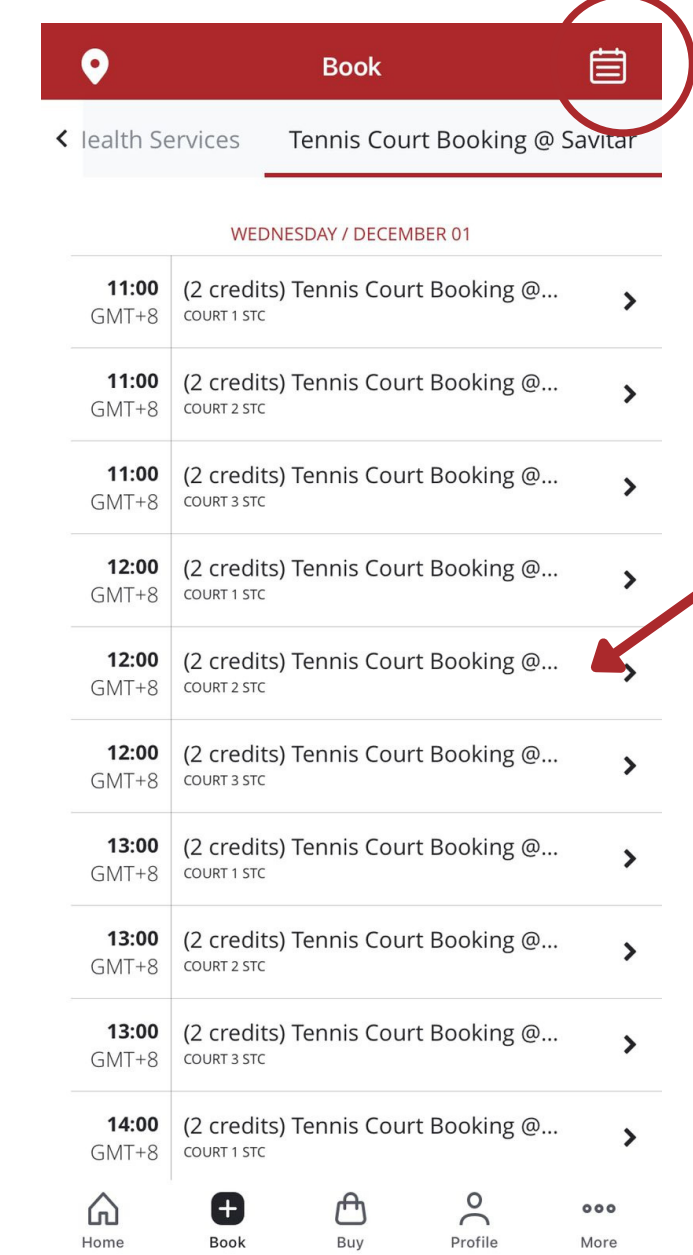 Book
ealth Services Tennis Court Booking @ Savitar
WEDNESDAY / DECEMBER 01
11:00 (2 credits) Tennis Court Booking @...
GMT+8 COURT 1 STC
11:00 (2 credits) Tennis Court Booking @...
GMT+8 COURT 2 STC
11:00 (2 credits) Tennis Court Booking @...
GMT+8 COURT 3 STC
12:00 (2 credits) Tennis Court Booking @...
GMT+8 COURT 1 STC
12:00 (2 credits) Tennis Court Booking @...
GMT+8 COURT 2 STC
12:00 (2 credits) Tennis Court Booking @...
GMT+8 COURT 3 STC
13:00 (2 credits) Tennis Court Booking @...
GMT+8 COURT 1 STC
13:00 (2 credits) Tennis Court Booking @...
GMT+8 COURT 2 STC
13:00 (2 credits) Tennis Court Booking @...
GMT+8 COURT 3 STC
14:00 (2 credits) Tennis Court Booking @...
GMT+8 COURT 1 STC
Home Book Buy Profile More